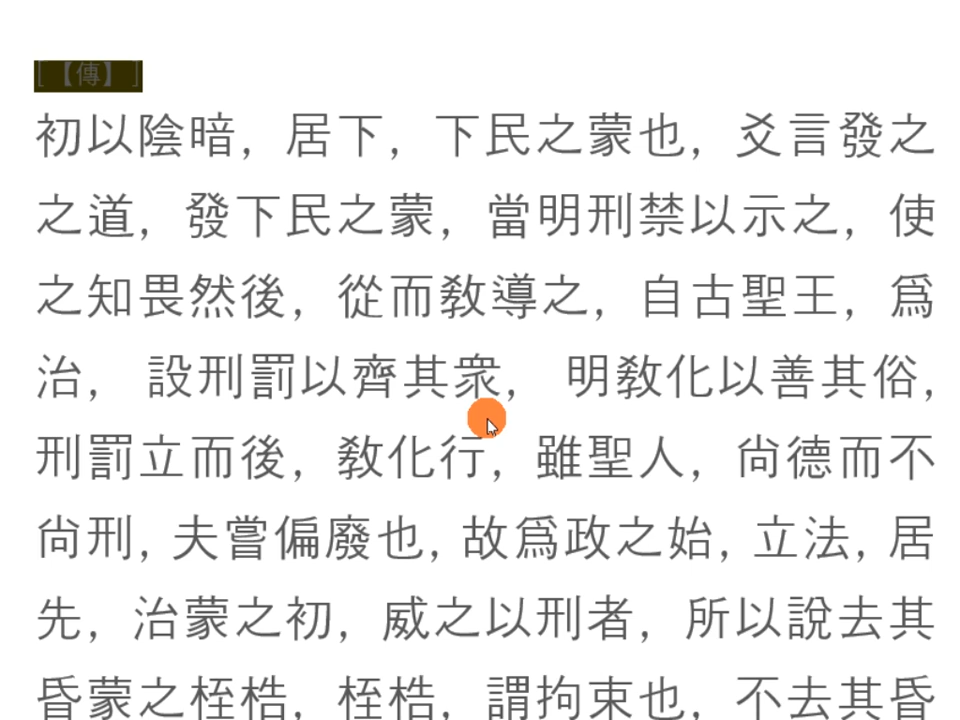 [ 【傳】 ]
初以陰暗, 居下, 下民之蒙也, 爻言發之
之道, 發下民之蒙, 當明刑禁以示之, 使
之知畏然後, 從而敎導之, 自古聖王, 爲
治, 設刑罰以齊其衆, 明敎化以善其俗,
刑罰立而後, 敎化行, 雖聖人, 尙德而不
尙刑, 夫嘗偏廢也, 故爲政之始, 立法, 居
先, 治蒙之初, 威之以刑者, 所以說去其
昏蒙之桎梏, 桎梏, 謂拘束也, 不去其昏